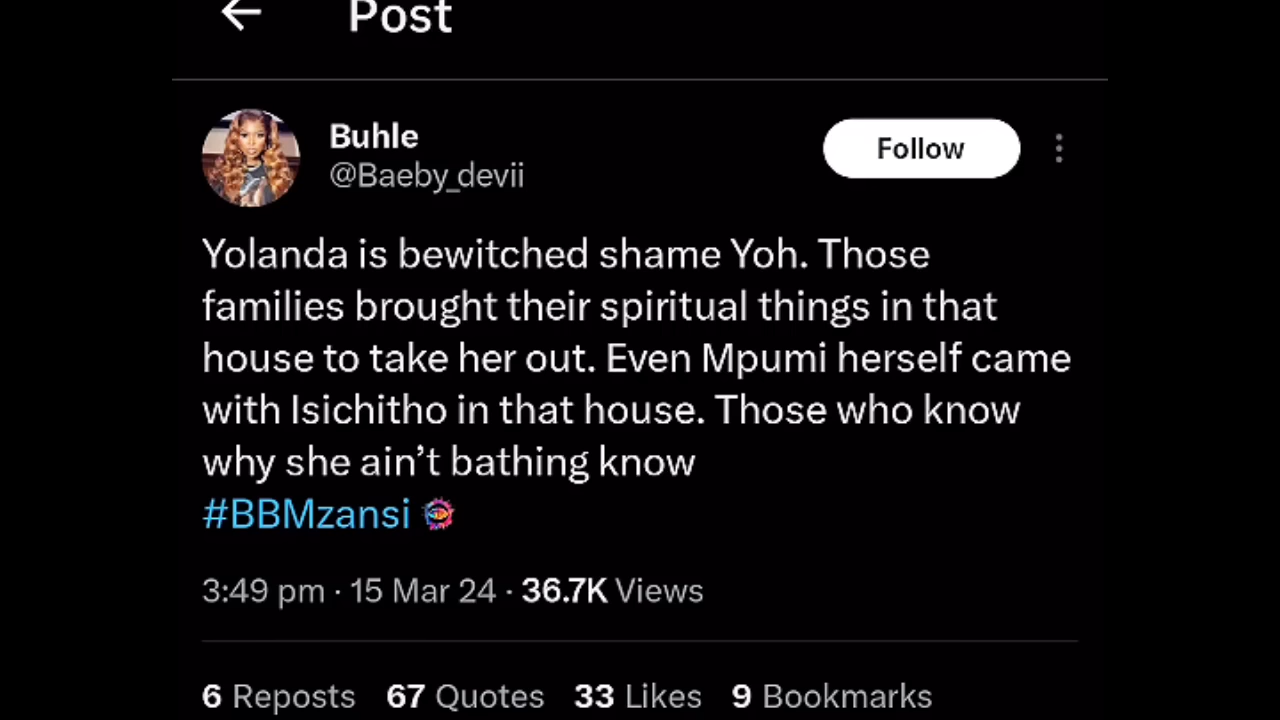 Post
Buhle
@Baeby_devii
Follow
Yolanda is bewitched shame Yoh. Those
families brought their spiritual things in that
house to take her out. Even Mpumi herself came
with Isichitho in that house. Those who know
why she ain’t bathing know
#BBMzansi
3:49 pm · 15 Mar 24 · 36.7K Views
6 Reposts 67 Quotes 33 Likes 9 Bookmarks